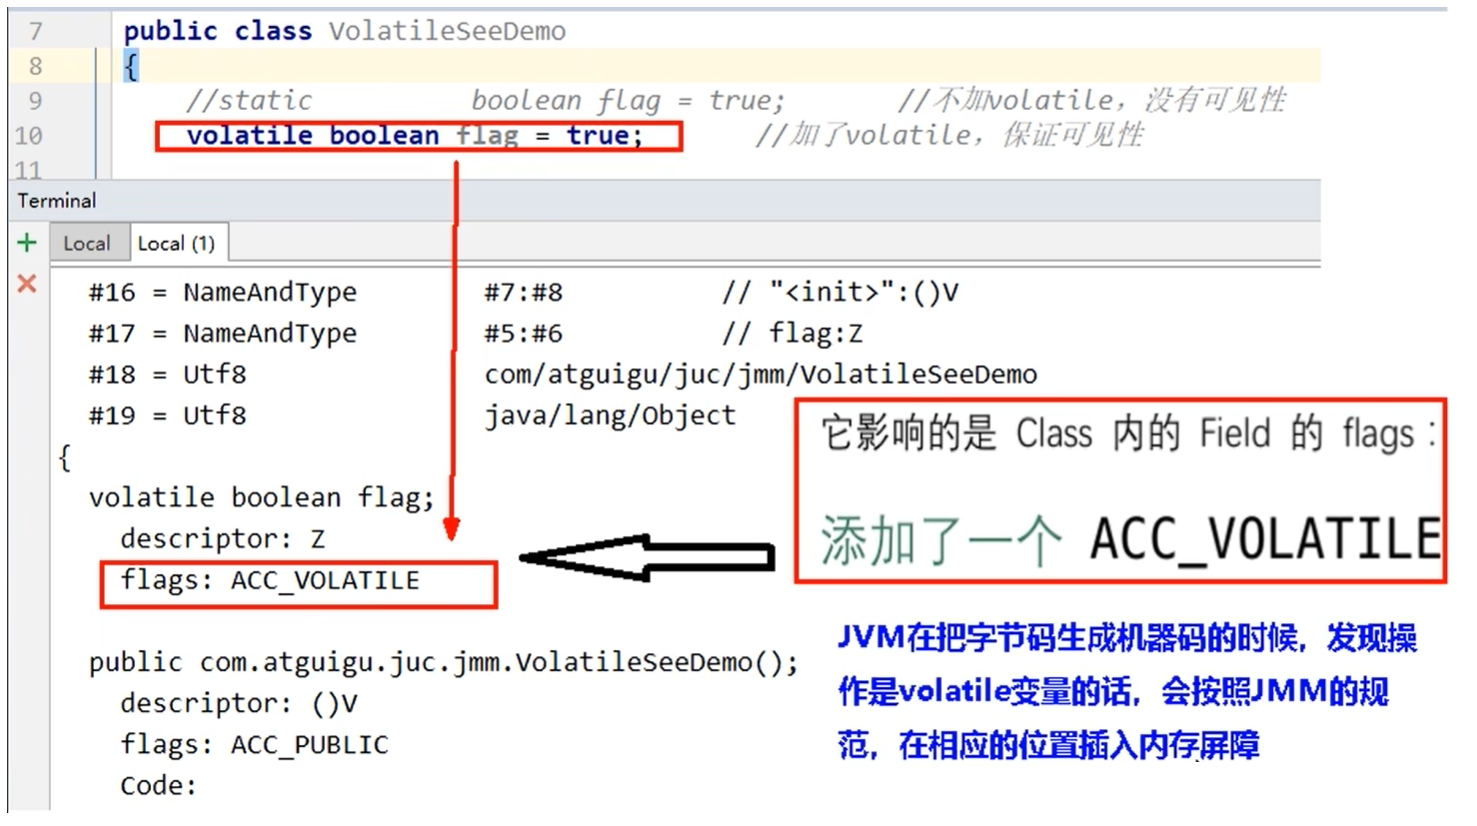 7 public class VolatileSeeDemo
8 {
9 //static boolean flag = true; //不加volatile，没有可见性
10 volatile boolean flag = true; //加了volatile，保证可见性
11
Terminal
Local Local (1)
#16 = NameAndType #7:#8 // "<init>":()V
#17 = NameAndType #5:#6 // flag:Z
#18 = Utf8 com/atguigu/juc/jmm/VolatileSeeDemo
#19 = Utf8 java/lang/Object
{
volatile boolean flag;
descriptor: Z
flags: ACC_VOLATILE
public com.atguigu.juc.jmm.VolatileSeeDemo();
descriptor: ()V
flags: ACC_PUBLIC
Code:
它影响的是 Class 内的 Field 的 flags：
添加了一个 ACC_VOLATILE
JVM在把字节码生成机器码的时候，发现操
作是volatile变量的话，会按照JMM的规
范，在相应的位置插入内存屏障